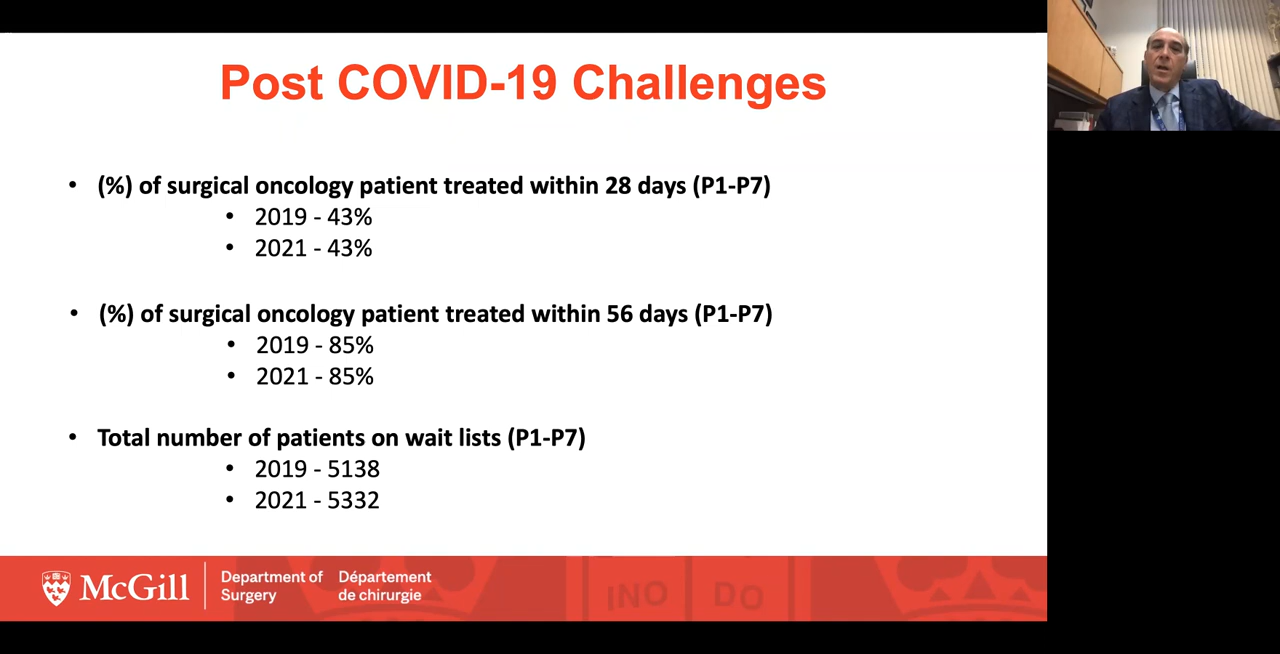 Post COVID-19 Challenges
• (%) of surgical oncology patient treated within 28 days (P1-P7)
• 2019 - 43%
• 2021 - 43%
• (%) of surgical oncology patient treated within 56 days (P1-P7)
• 2019 - 85%
• 2021 - 85%
• Total number of patients on wait lists (P1-P7)
• 2019 - 5138
• 2021 - 5332
McGill
Department of
Surgery
Département
de chirurgie
INO DO